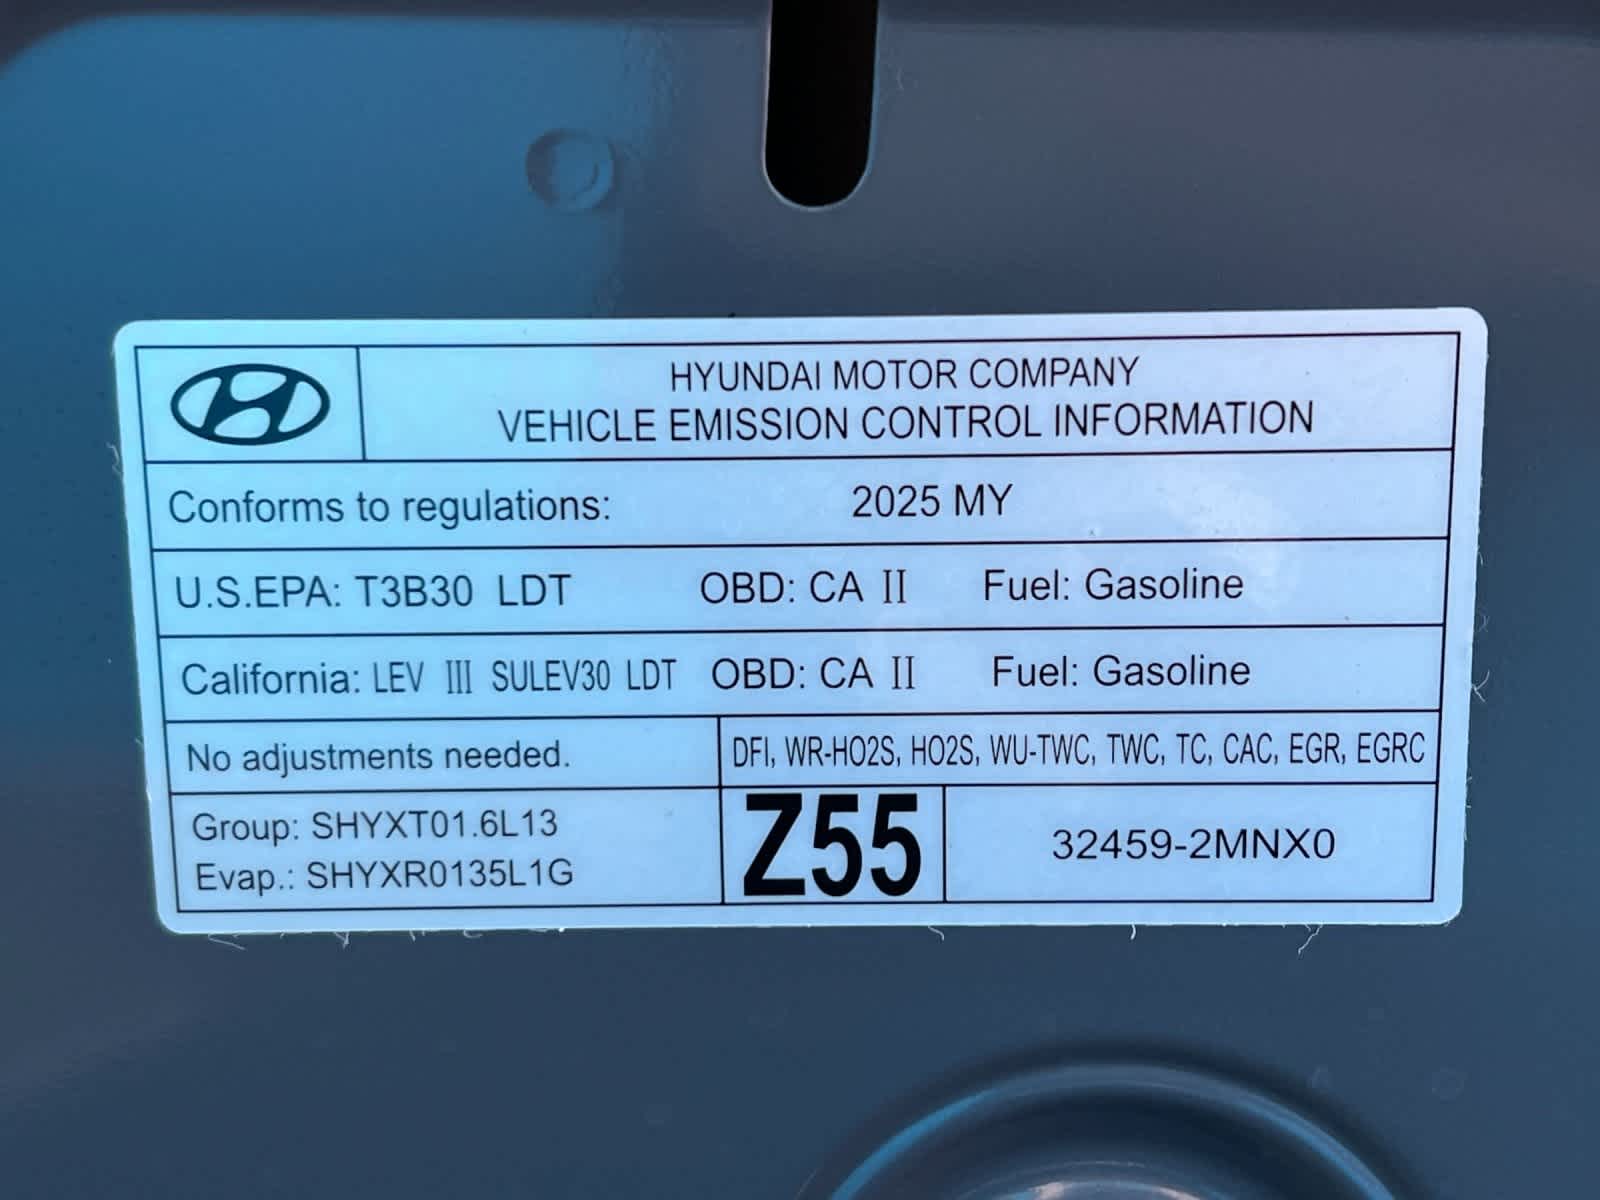 HYUNDAI MOTOR COMPANY
VEHICLE EMISSION CONTROL INFORMATION
Conforms to regulations: 2025 MY
U.S.EPA: T3B30 LDT OBD: CA II Fuel: Gasoline
California: LEV III SULEV30 LDT OBD: CA II Fuel: Gasoline
No adjustments needed. DFI, WR-HO2S, HO2S, WU-TWC, TWC, TC, CAC, EGR, EGRC
Group: SHYXT01.6L13
Evap.: SHYXR0135L1G
Z55
32459-2MNX0